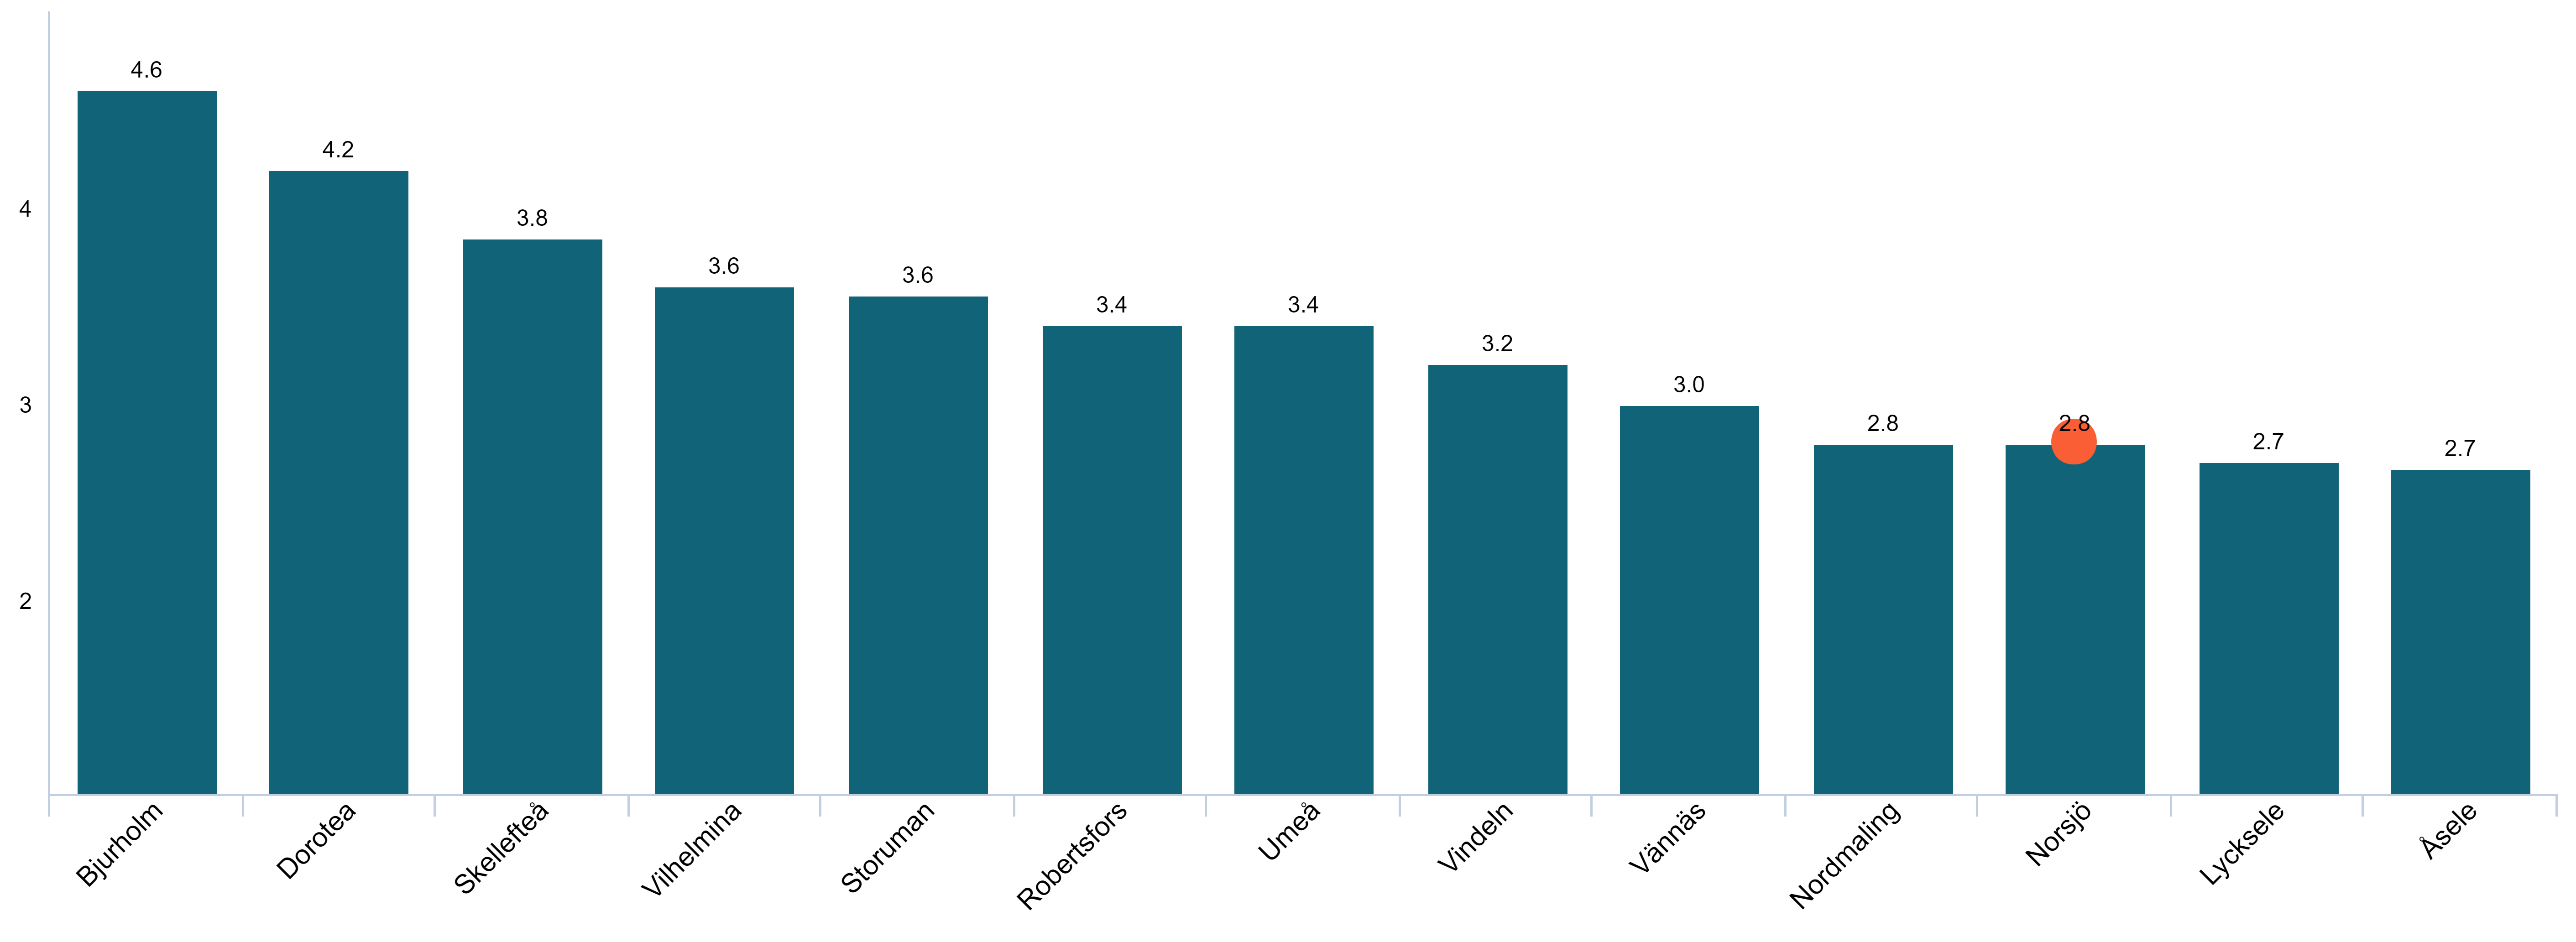 4.6
4.2
3.8
3.6
3.6
3.4
3.4
3.2
3.0
2.8
2.8
2.7
2.7
4
3
2
Bjurholm
Dorotea
Skellefteå
Vilhelmina
Storuman
Robertsfors
Umeå
Vindeln
Vännäs
Nordmaling
Norsjö
Lycksele
Åsele